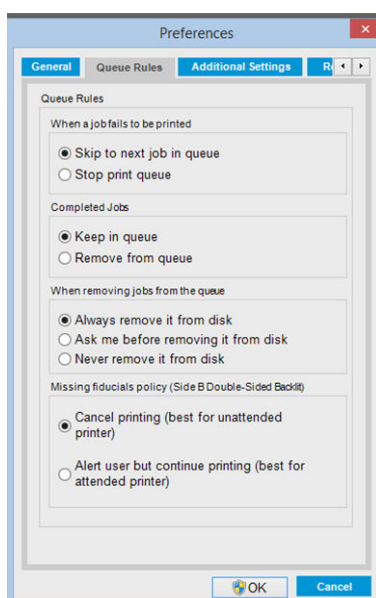 Preferences
General Queue Rules Additional Settings
Queue Rules
When a job fails to be printed
Skip to next job in queue
Stop print queue
Completed Jobs
Keep in queue
Remove from queue
When removing jobs from the queue
Always remove it from disk
Ask me before removing it from disk
Never remove it from disk
Missing fiducials policy (Side B Double-Sided Backlit)
Cancel printing (best for unattended
printer)
Alert user but continue printing (best for
attended printer)
OK Cancel